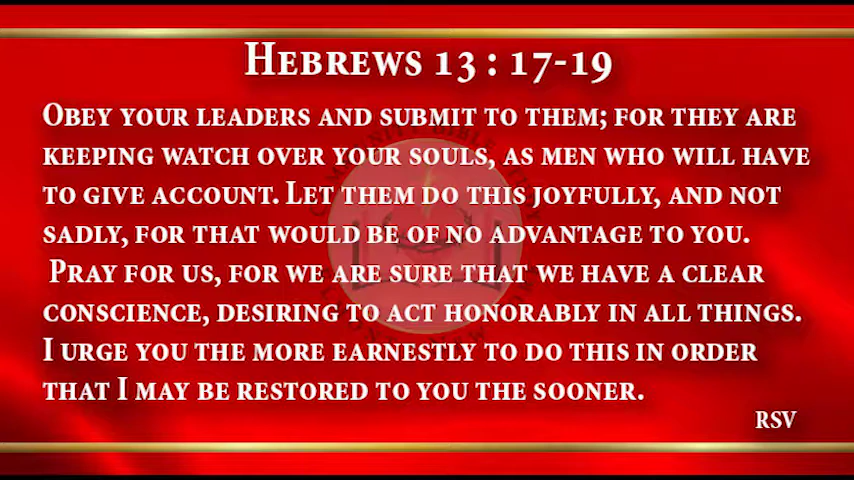 Hebrews 13 : 17-19
Obey your leaders and submit to them; for they are
keeping watch over your souls, as men who will have
to give account. Let them do this joyfully, and not
sadly, for that would be of no advantage to you.
Pray for us, for we are sure that we have a clear
conscience, desiring to act honorably in all things.
I urge you the more earnestly to do this in order
that I may be restored to you the sooner.
RSV